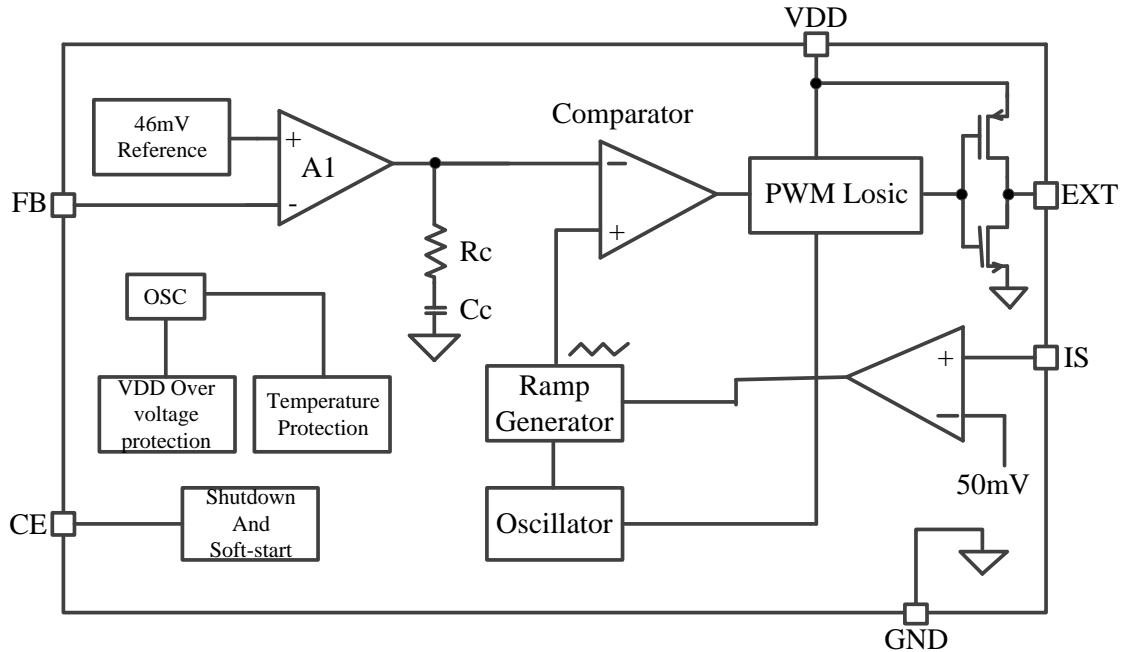 VDD
46mV
Reference
+
A1
-
Comparator
−
+
PWM Losic
FB
EXT
Rc
Cc
OSC
VDD Over
voltage
protection
Temperature
Protection
Ramp
Generator
+
−
IS
50mV
CE
Shutdown
And
Soft-start
Oscillator
GND